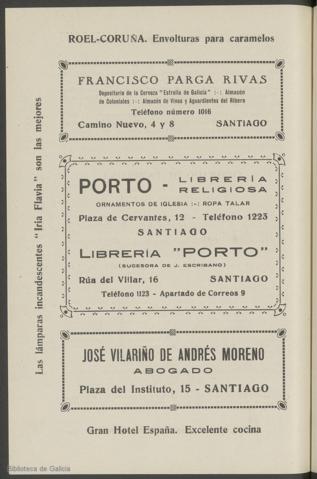 ROEL-CORUÑA. Envolturas para caramelos
Las lámparas incandescentes "Iria Flavia" son las mejores
FRANCISCO PARGA RIVAS
Depositario de la Cerveza "Estrella de Galicia" :-: Almacén
de Coloniales :-: Almacén de Vinos y Aguardientes del Ribero
Teléfono número 1016
Camino Nuevo, 4 y 8 SANTIAGO
PORTO - LIBRERÍA RELIGIOSA
ORNAMENTOS DE IGLESIA :-: ROPA TALAR
Plaza de Cervantes, 12 - Teléfono 1223
SANTIAGO
LIBRERÍA "PORTO"
(SUCESORA DE J. ESCRIBANO)
Rúa del Villar, 16 SANTIAGO
Teléfono 1123 - Apartado de Correos 9
JOSÉ VILARIÑO DE ANDRÉS MORENO
ABOGADO
Plaza del Instituto, 15 - SANTIAGO
Gran Hotel España. Excelente cocina
Biblioteca de Galicia